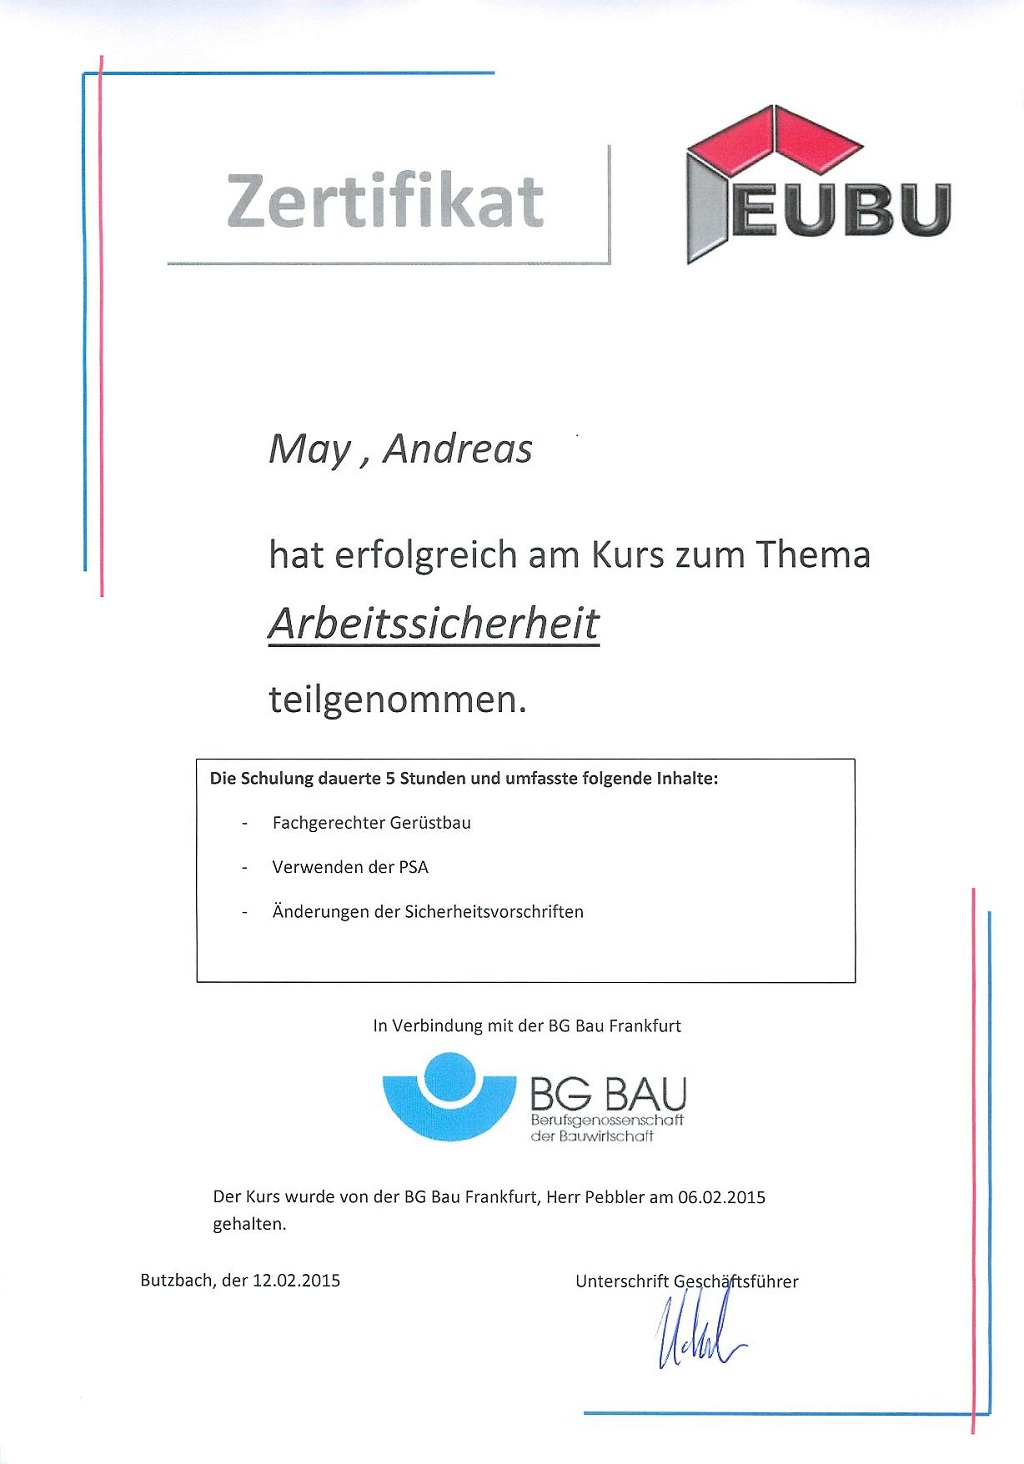 Zertifikat
EUBU
May , Andreas
hat erfolgreich am Kurs zum Thema
Arbeitssicherheit
teilgenommen.
Die Schulung dauerte 5 Stunden und umfasste folgende Inhalte:
- Fachgerechter Gerüstbau
- Verwenden der PSA
- Änderungen der Sicherheitsvorschriften
In Verbindung mit der BG Bau Frankfurt
BG BAU
Berufsgenossenschaft
der Bauwirtschaft
Der Kurs wurde von der BG Bau Frankfurt, Herr Pebbler am 06.02.2015
gehalten.
Butzbach, der 12.02.2015
Unterschrift Geschäftsführer